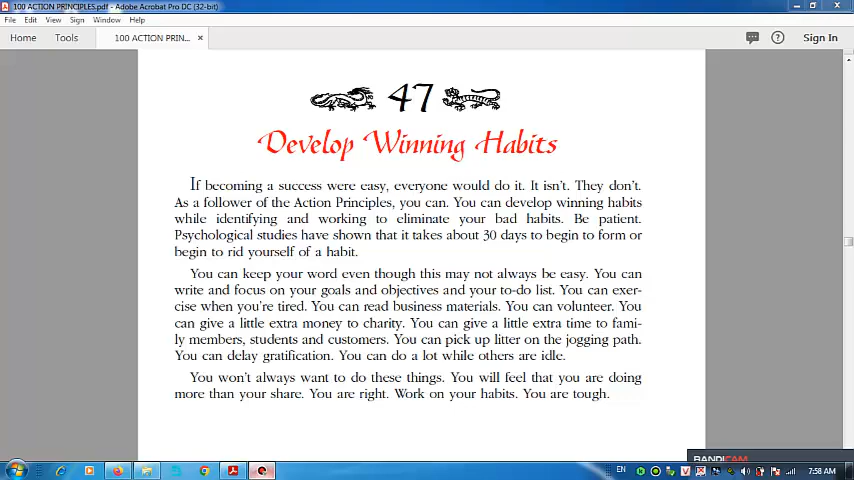 100 ACTION PRINCIPLES.pdf - Adobe Acrobat Pro DC (32-bit)
File Edit View Sign Window Help
Home Tools 100 ACTION PRIN... × Sign In
47
Develop Winning Habits
If becoming a success were easy, everyone would do it. It isn't. They don't.
As a follower of the Action Principles, you can. You can develop winning habits
while identifying and working to eliminate your bad habits. Be patient.
Psychological studies have shown that it takes about 30 days to begin to form or
begin to rid yourself of a habit.
You can keep your word even though this may not always be easy. You can
write and focus on your goals and objectives and your to-do list. You can exer-
cise when you're tired. You can read business materials. You can volunteer. You
can give a little extra money to charity. You can give a little extra time to fami-
ly members, students and customers. You can pick up litter on the jogging path.
You can delay gratification. You can do a lot while others are idle.
You won't always want to do these things. You will feel that you are doing
more than your share. You are right. Work on your habits. You are tough.
BANDICAM
EN 7:58 AM